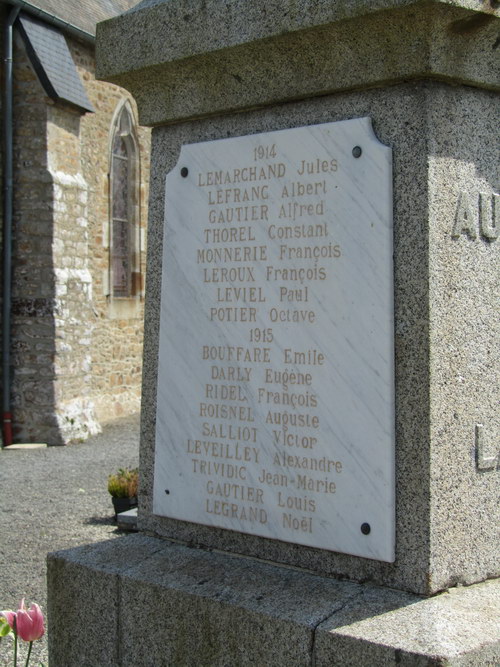 1914
LEMARCHAND Jules
LEFRANC Albert
GAUTIER Alfred
THOREL Constant
MONNERIE François
LEROUX François
LEVIEL Paul
POTIER Octave
1915
BOUFFARE Emile
DARLY Eugène
RIDEL François
ROISNEL Auguste
SALLIOT Victor
LEVEILLEY Alexandre
TRIVIDIC Jean-Marie
GAUTIER Louis
LEGRAND Noël
AU
L